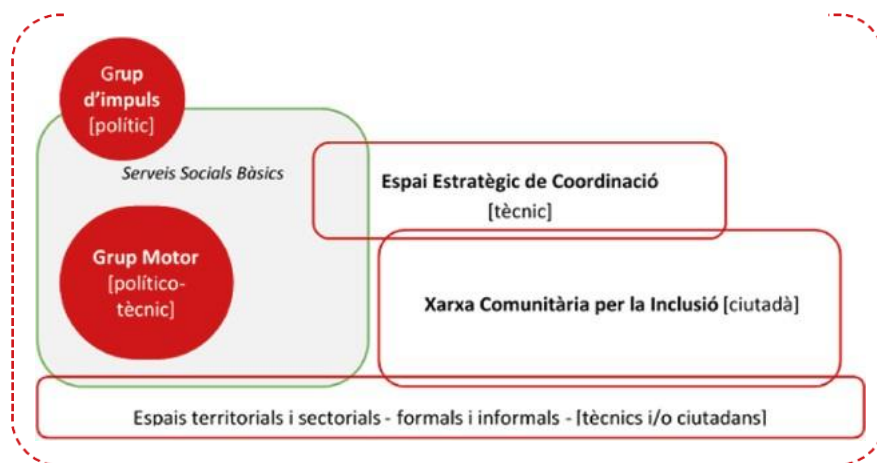 Grup
d'impuls
[polític]
Serveis Socials Bàsics
Espai Estratègic de Coordinació
[tècnic]
Grup Motor
[político-
tècnic]
Xarxa Comunitària per la Inclusió [ciutadà]
Espais territorials i sectorials - formals i informals - [tècnics i/o ciutadans]